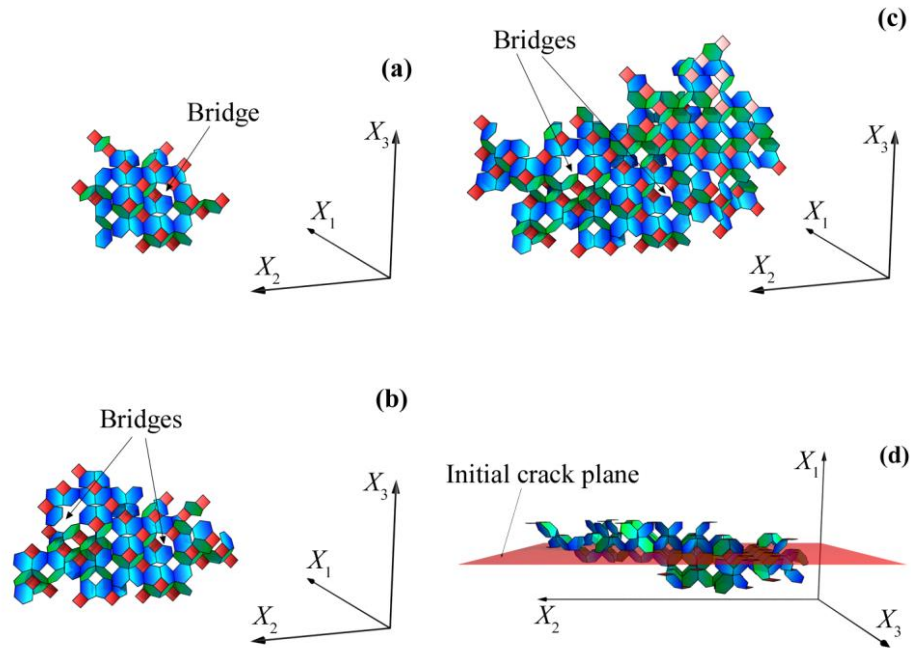 (a)
Bridge
X3
X1
X2
(c)
Bridges
X3
X1
X2
(b)
Bridges
X3
X1
X2
(d)
Initial crack plane
X1
X2
X3